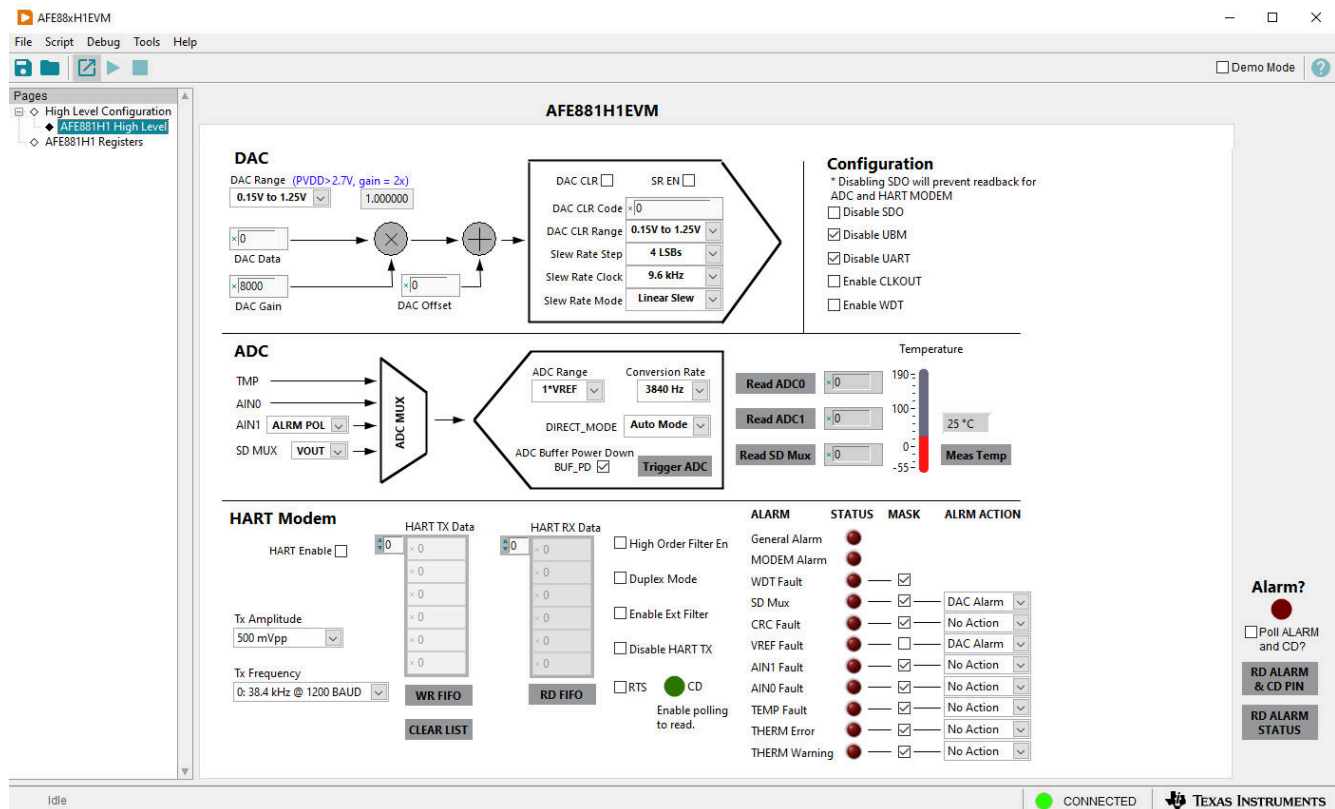 AFE88xH1EVM
File Script Debug Tools Help
Demo Mode ?
Pages
High Level Configuration
AFE881H1 High Level
AFE881H1 Registers
AFE881H1EVM
DAC
DAC Range (PVDD>2.7V, gain = 2x)
0.15V to 1.25V 1.000000
×0
DAC Data
×8000
DAC Gain
×0
DAC Offset
DAC CLR SR EN
DAC CLR Code ×0
DAC CLR Range 0.15V to 1.25V
Slew Rate Step 4 LSBs
Slew Rate Clock 9.6 kHz
Slew Rate Mode Linear Slew
Configuration
* Disabling SDO will prevent readback for
ADC and HART MODEM
Disable SDO
Disable UBM
Disable UART
Enable CLKOUT
Enable WDT
ADC
TMP
AIN0
AIN1 ALRM POL
SD MUX VOUT
ADC MUX
ADC Range Conversion Rate
1*VREF 3840 Hz
DIRECT_MODE Auto Mode
ADC Buffer Power Down
BUF_PD Trigger ADC
Read ADC0 ×0
Read ADC1 ×0
Read SD Mux ×0
Temperature
190
100
0
-55
25 °C
Meas Temp
HART Modem
HART Enable
Tx Amplitude
500 mVpp
Tx Frequency
0: 38.4 kHz @ 1200 BAUD
HART TX Data
0 × 0
× 0
× 0
× 0
× 0
× 0
WR FIFO
CLEAR LIST
HART RX Data
0 × 0
× 0
× 0
× 0
× 0
× 0
RD FIFO
High Order Filter En
Duplex Mode
Enable Ext Filter
Disable HART TX
RTS CD
Enable polling
to read.
ALARM STATUS MASK ALRM ACTION
General Alarm
MODEM Alarm
WDT Fault
SD Mux DAC Alarm
CRC Fault No Action
VREF Fault DAC Alarm
AIN1 Fault No Action
AIN0 Fault No Action
TEMP Fault No Action
THERM Error No Action
THERM Warning No Action
Alarm?
Poll ALARM
and CD?
RD ALARM
& CD PIN
RD ALARM
STATUS
Idle CONNECTED TEXAS INSTRUMENTS